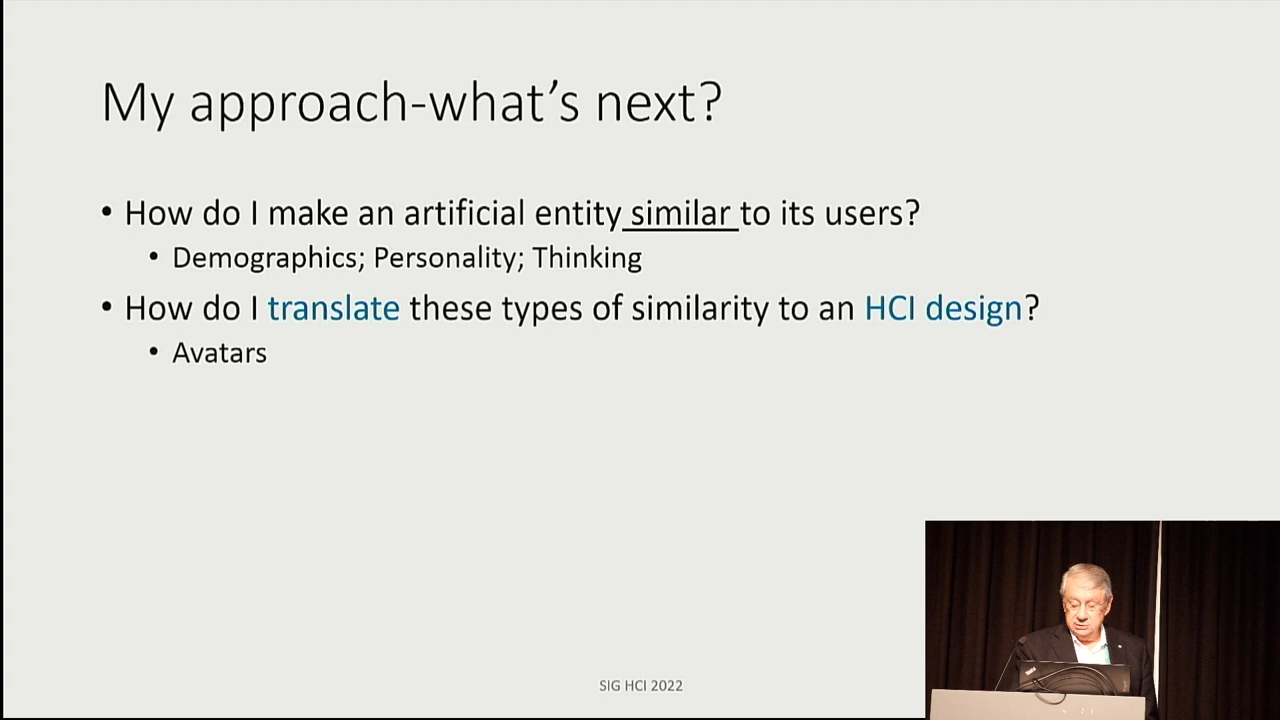 My approach-what's next?
• How do I make an artificial entity similar to its users?
• Demographics; Personality; Thinking
• How do I translate these types of similarity to an HCI design?
• Avatars
SIG HCI 2022